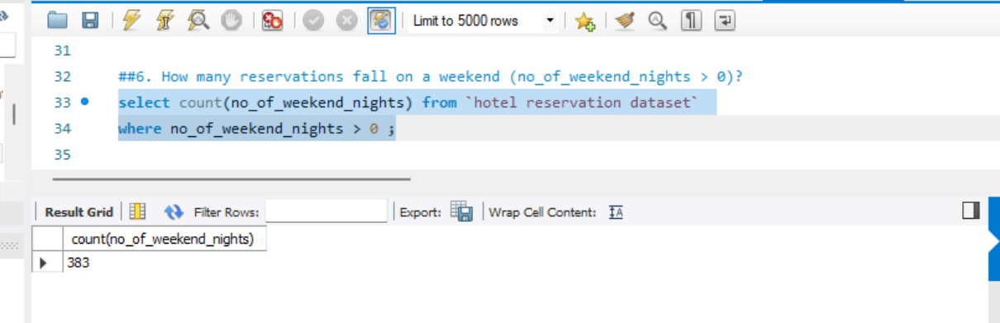 Limit to 5000 rows
31
32 ##6. How many reservations fall on a weekend (no_of_weekend_nights > 0)?
33 select count(no_of_weekend_nights) from `hotel reservation dataset`
34 where no_of_weekend_nights > 0 ;
35
Result Grid Filter Rows: Export: Wrap Cell Content:
count(no_of_weekend_nights)
383